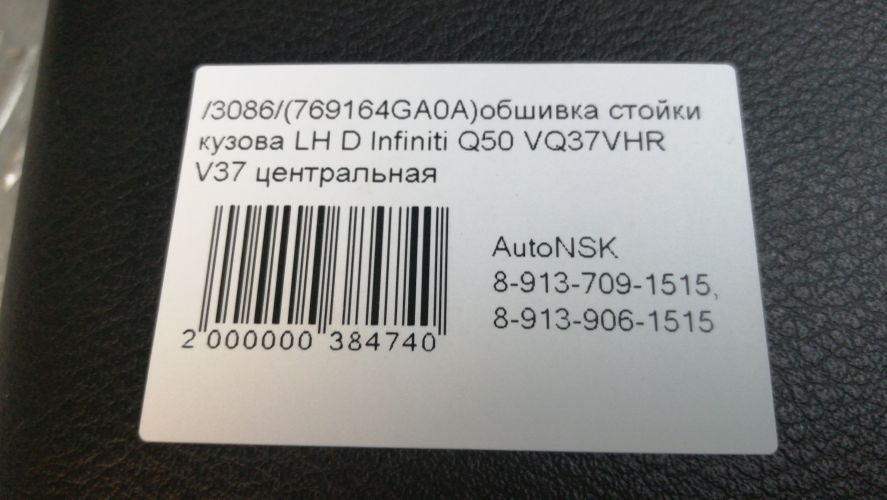 /3086/(769164GA0A)обшивка стойки
кузова LH D Infiniti Q50 VQ37VHR
V37 центральная
AutoNSK
8-913-709-1515,
8-913-906-1515
2 000000 384740